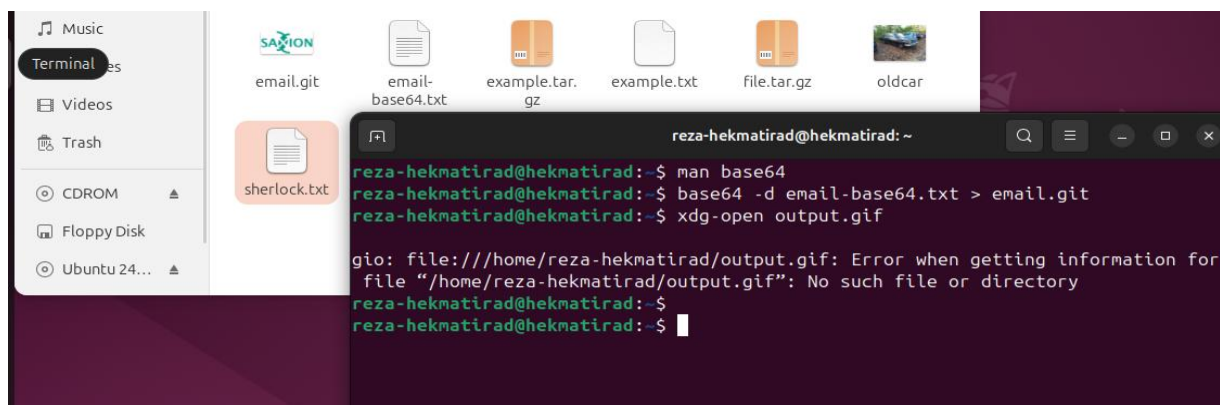 Music
Terminal
es
Videos
Trash
CDROM
Floppy Disk
Ubuntu 24...
SAXION
email.git
email-
base64.txt
example.tar.
gz
example.txt
file.tar.gz
oldcar
sherlock.txt
reza-hekmatirad@hekmatirad: ~
reza-hekmatirad@hekmatirad:~$ man base64
reza-hekmatirad@hekmatirad:~$ base64 -d email-base64.txt > email.git
reza-hekmatirad@hekmatirad:~$ xdg-open output.gif
gio: file:///home/reza-hekmatirad/output.gif: Error when getting information for
file “/home/reza-hekmatirad/output.gif”: No such file or directory
reza-hekmatirad@hekmatirad:~$
reza-hekmatirad@hekmatirad:~$